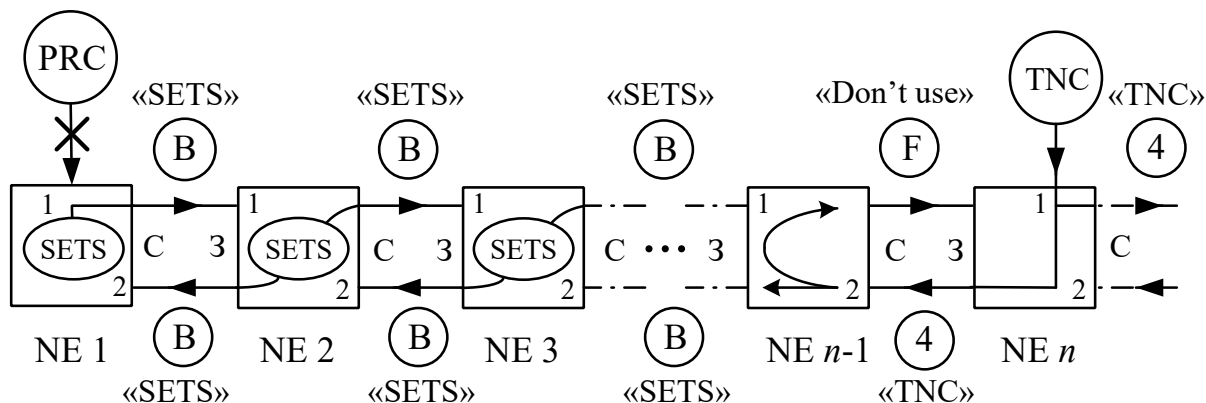 PRC
TNC
«SETS»
«SETS»
«SETS»
«Don't use»
«TNC»
B
B
B
F
4
1
1
1
1
1
SETS
C
З
SETS
C
З
SETS
C
З
C
З
C
2
2
2
2
2
NE 1
B
NE 2
B
NE 3
B
NE n-1
4
NE n
«SETS»
«SETS»
«SETS»
«TNC»